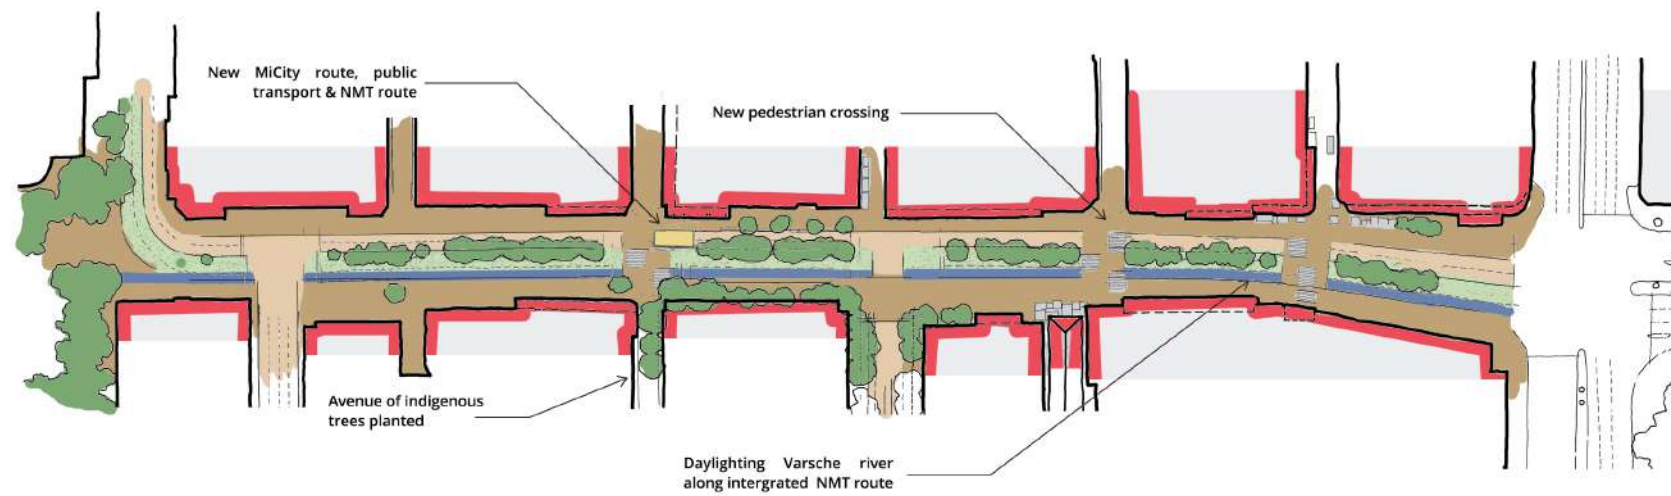 New MiCity route, public
transport & NMT route
New pedestrian crossing
Avenue of indigenous
trees planted
Daylighting Varsche river
along intergrated NMT route